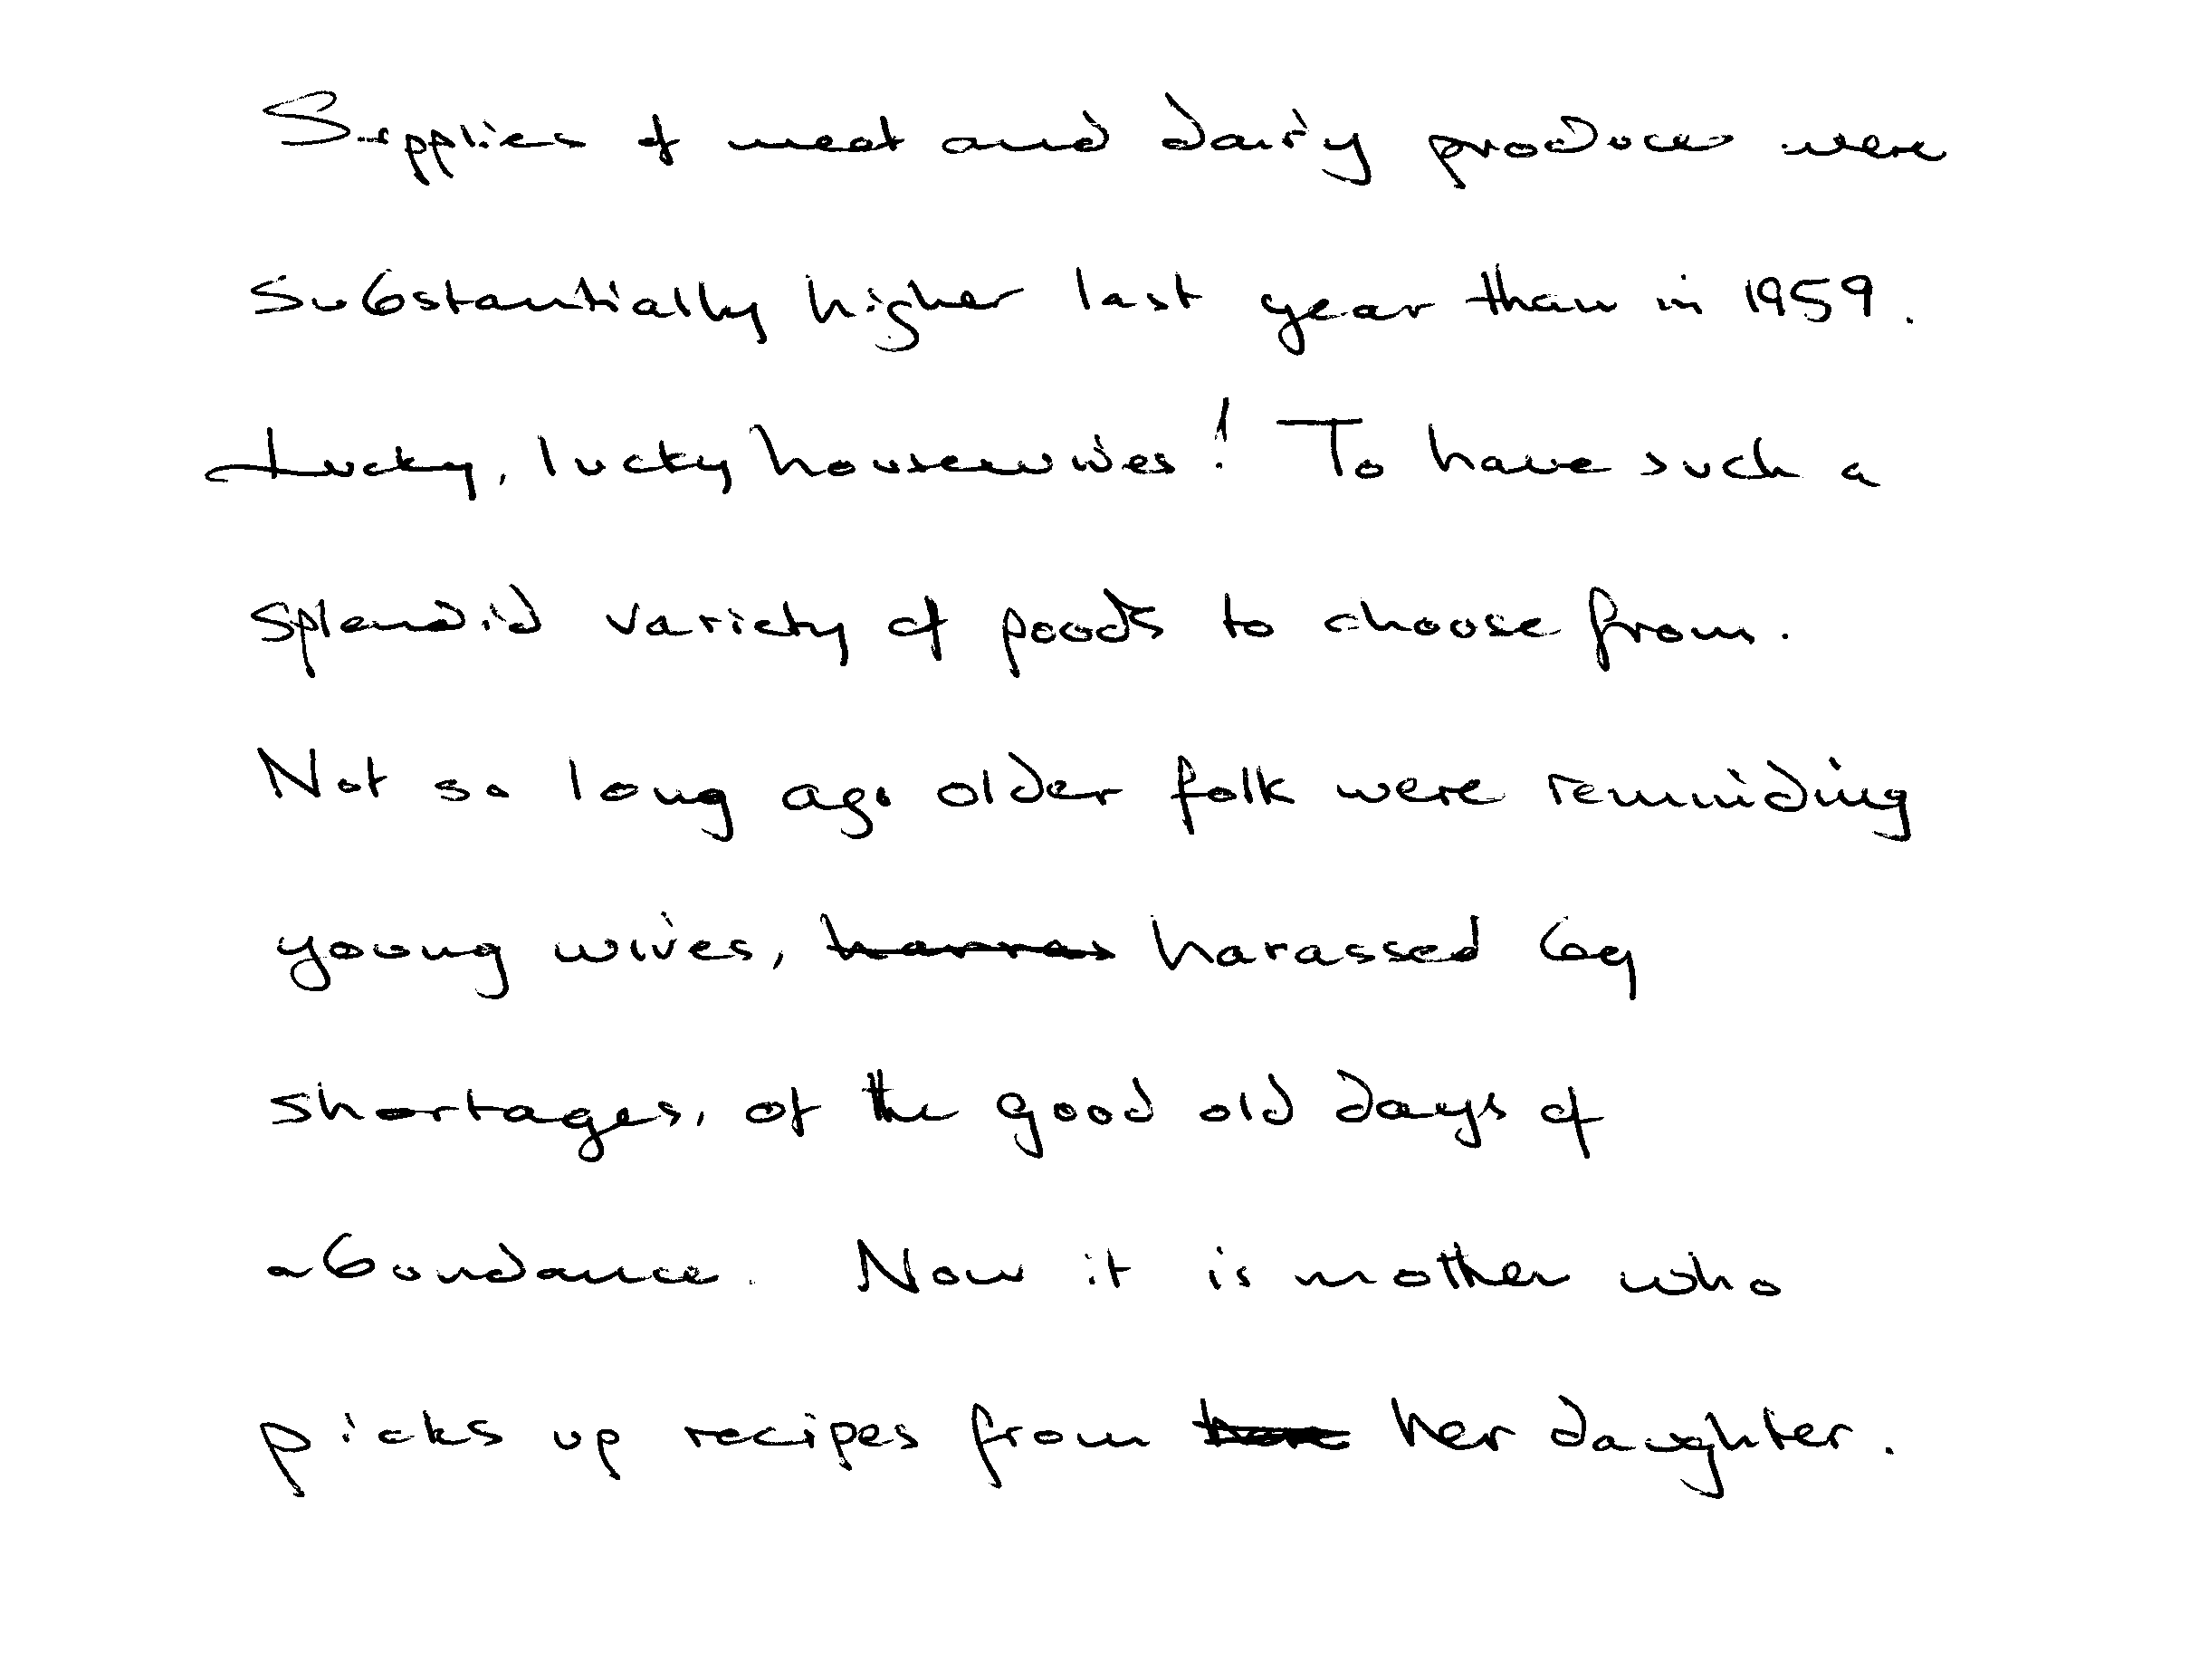 Supplies of meat and dairy produce were
substantially higher last year than in 1959.
Lucky, lucky housewives! To have such a
splendid variety of foods to choose from.
Not so long ago older folk were reminding
young wives, harassed by
shortages, of the good old days of
abundance. Now it is mother who
picks up recipes from her daughter.